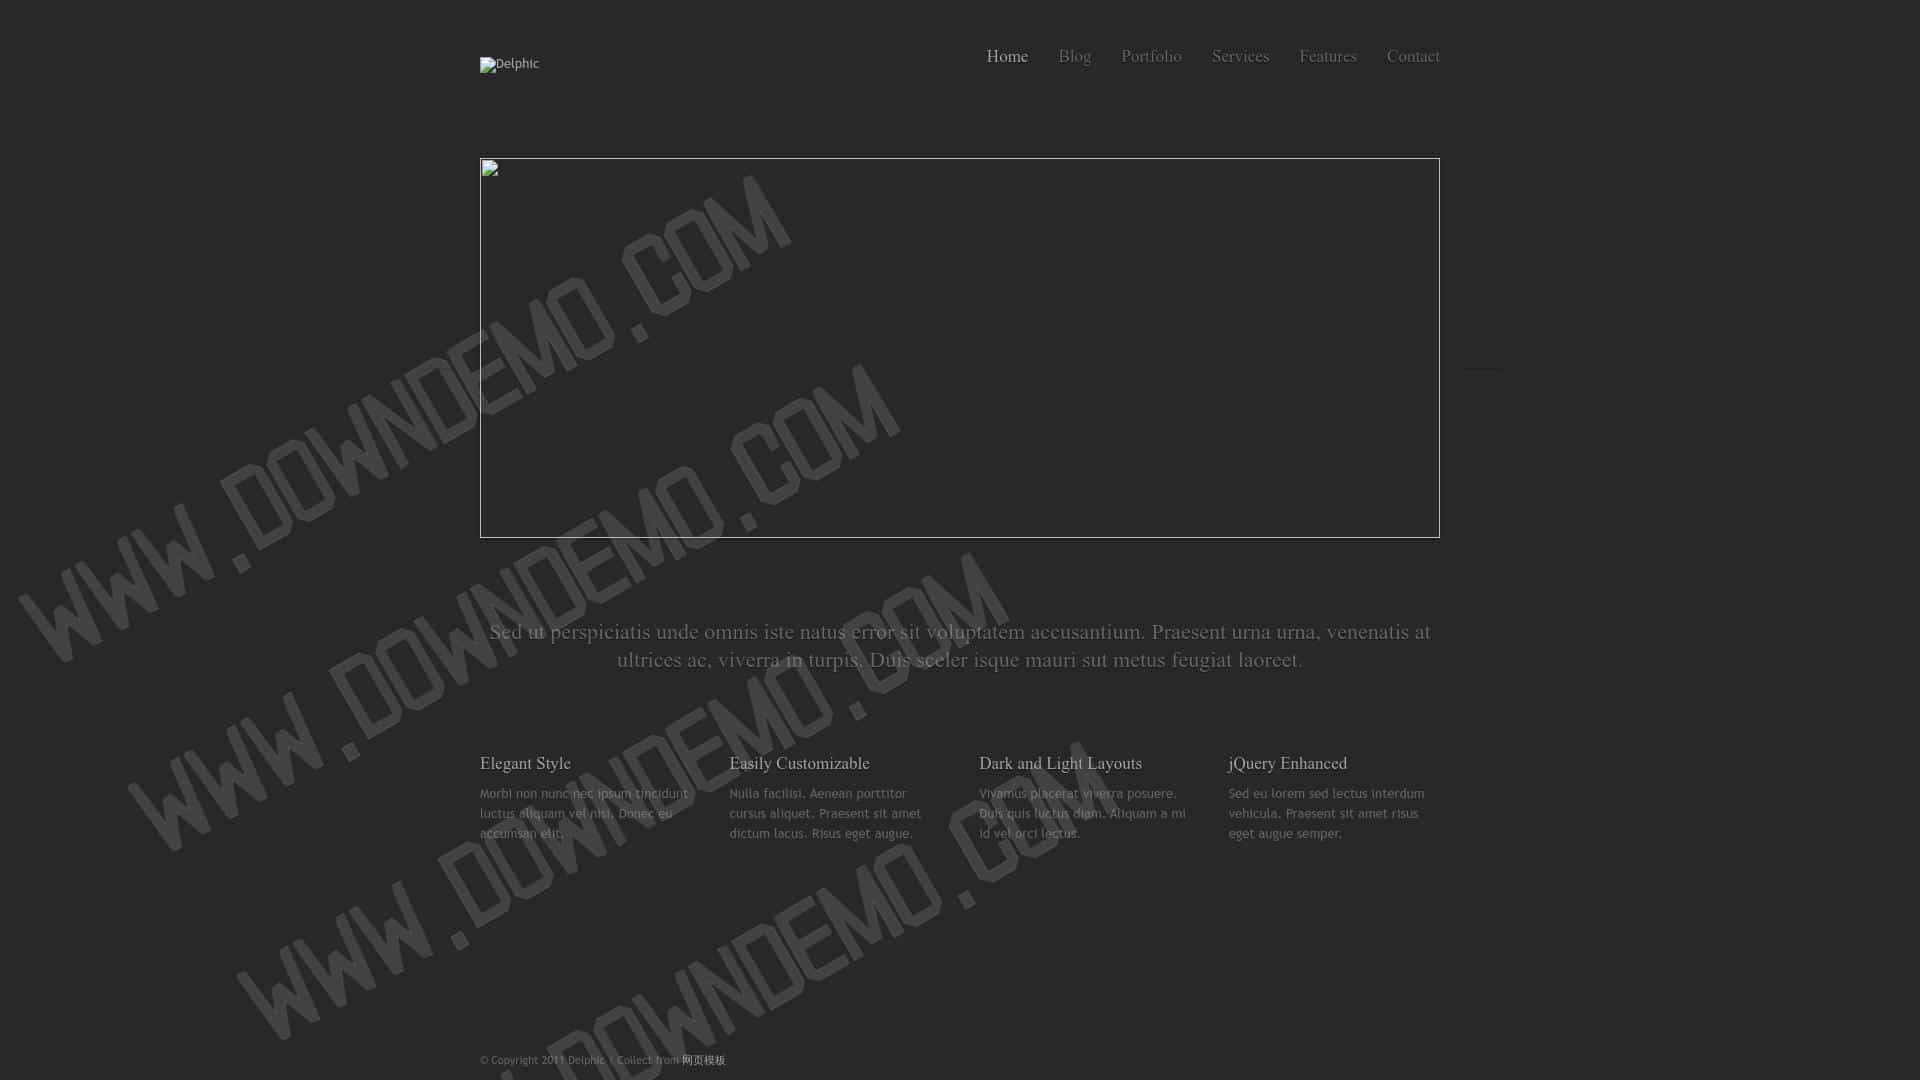 Delphic
Home
Blog
Portfolio
Services
Features
Contact
WWW.DOWNDEMO.COM
WWW.DOWNDEMO.COM
WWW.DOWNDEMO.COM
.DOWNDEMO.COM
Sed ut perspiciatis unde omnis iste natus error sit voluptatem accusantium. Praesent urna urna, venenatis at
ultrices ac, viverra in turpis. Duis sceler isque mauri sut metus feugiat laoreet.
Elegant Style
Morbi non nunc nec ipsum tincidunt
luctus aliquam vel nisi. Donec eu
accumsan elit.
Easily Customizable
Nulla facilisi. Aenean porttitor
cursus aliquet. Praesent sit amet
dictum lacus. Risus eget augue.
Dark and Light Layouts
Vivamus placerat viverra posuere.
Duis quis luctus diam. Aliquam a mi
id vel orci lectus.
jQuery Enhanced
Sed eu lorem sed lectus interdum
vehicula. Praesent sit amet risus
eget augue semper.
© Copyright 2011 Delphic / Collect from 网页模板